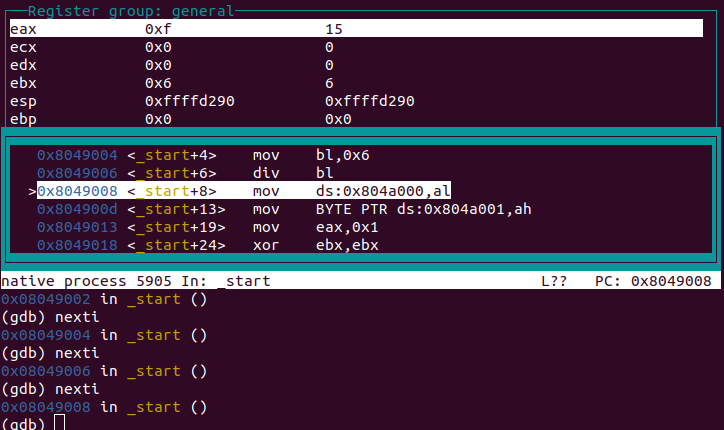 Register group: general
eax 0xf 15
ecx 0x0 0
edx 0x0 0
ebx 0x6 6
esp 0xffffd290 0xffffd290
ebp 0x0 0x0
0x8049004 <_start+4> mov bl,0x6
0x8049006 <_start+6> div bl
>0x8049008 <_start+8> mov ds:0x804a000,al
0x804900d <_start+13> mov BYTE PTR ds:0x804a001,ah
0x8049013 <_start+19> mov eax,0x1
0x8049018 <_start+24> xor ebx,ebx
native process 5905 In: _start L?? PC: 0x8049008
0x08049002 in _start ()
(gdb) nexti
0x08049004 in _start ()
(gdb) nexti
0x08049006 in _start ()
(gdb) nexti
0x08049008 in _start ()
(gdb)